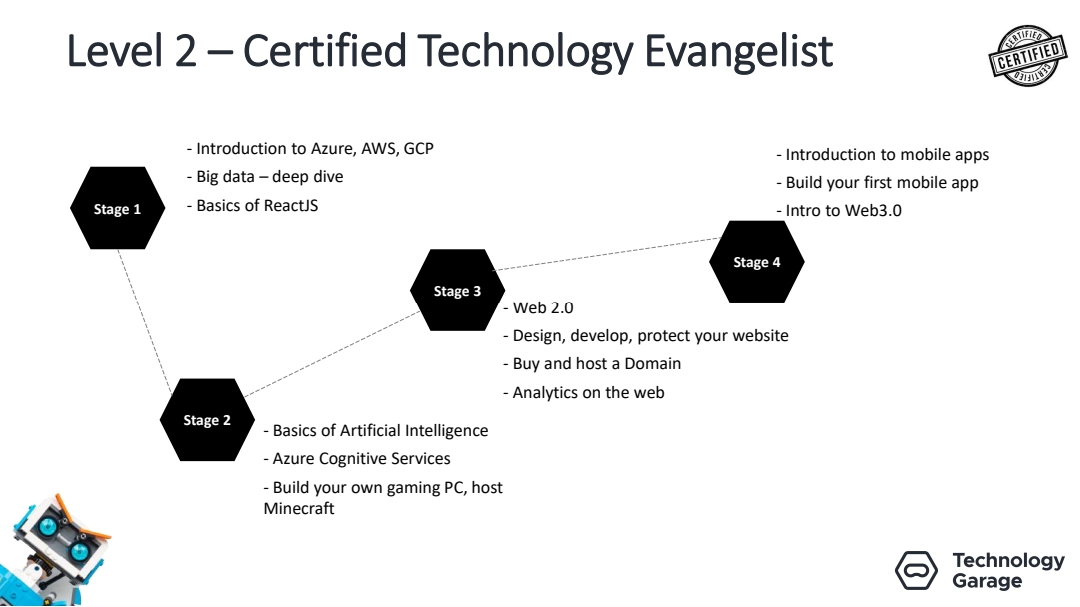 Level 2 – Certified Technology Evangelist
CERTIFIED
CERTIFIED
CERTIFIED
Stage 1
- Introduction to Azure, AWS, GCP
- Big data – deep dive
- Basics of ReactJS
Stage 2
- Basics of Artificial Intelligence
- Azure Cognitive Services
- Build your own gaming PC, host
Minecraft
Stage 3
- Web 2.0
- Design, develop, protect your website
- Buy and host a Domain
- Analytics on the web
Stage 4
- Introduction to mobile apps
- Build your first mobile app
- Intro to Web3.0
Technology
Garage